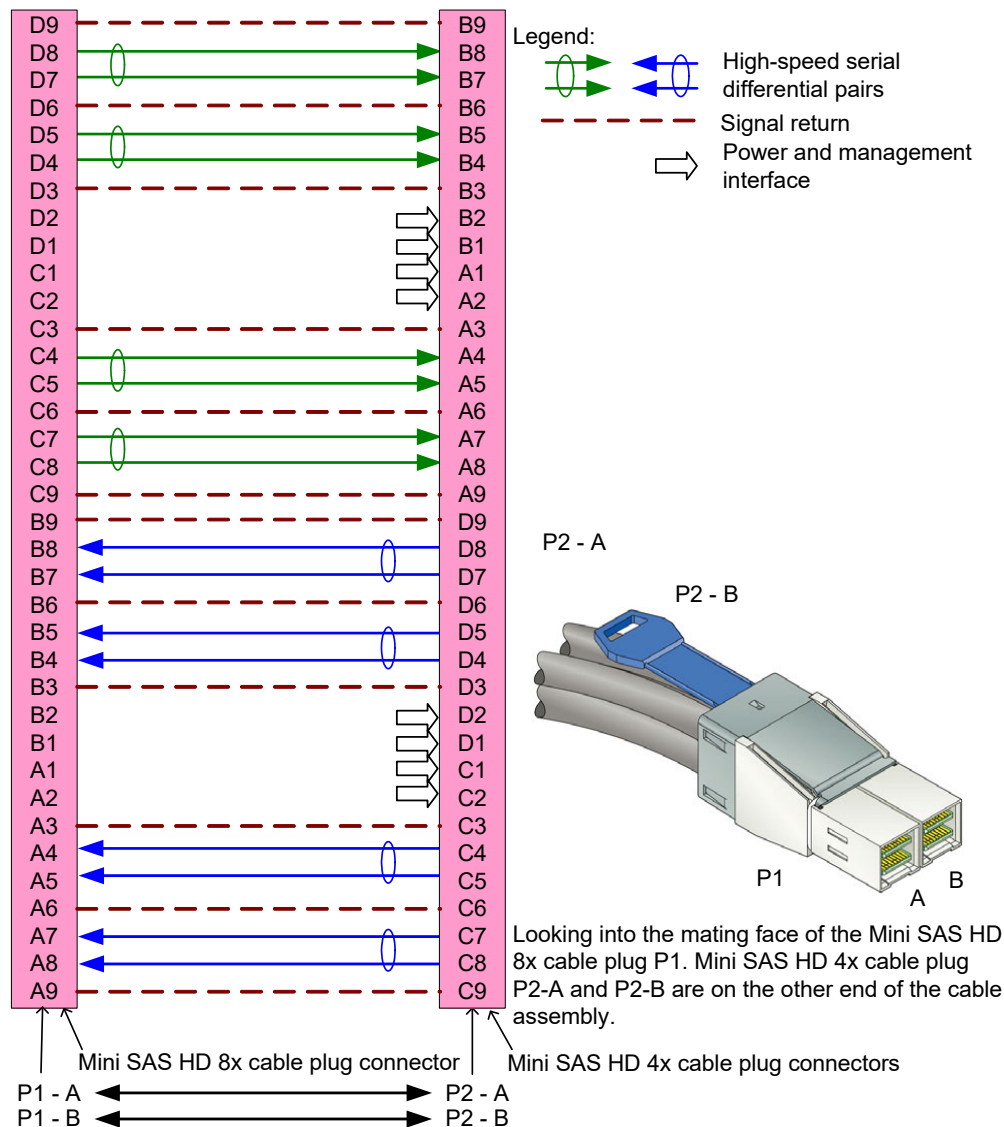 D9 B9
D8 B8
D7 B7
D6 B6
D5 B5
D4 B4
D3 B3
D2 B2
D1 B1
C1 A1
C2 A2
C3 A3
C4 A4
C5 A5
C6 A6
C7 A7
C8 A8
C9 A9
B9 D9
B8 D8
B7 D7
B6 D6
B5 D5
B4 D4
B3 D3
B2 D2
B1 D1
A1 C1
A2 C2
A3 C3
A4 C4
A5 C5
A6 C6
A7 C7
A8 C8
A9 C9
Legend:
High-speed serial
differential pairs
Signal return
Power and management
interface
P2 - A
P2 - B
P1
A
B
Looking into the mating face of the Mini SAS HD
8x cable plug P1. Mini SAS HD 4x cable plug
P2-A and P2-B are on the other end of the cable
assembly.
Mini SAS HD 8x cable plug connector
Mini SAS HD 4x cable plug connectors
P1 - A P2 - A
P1 - B P2 - B